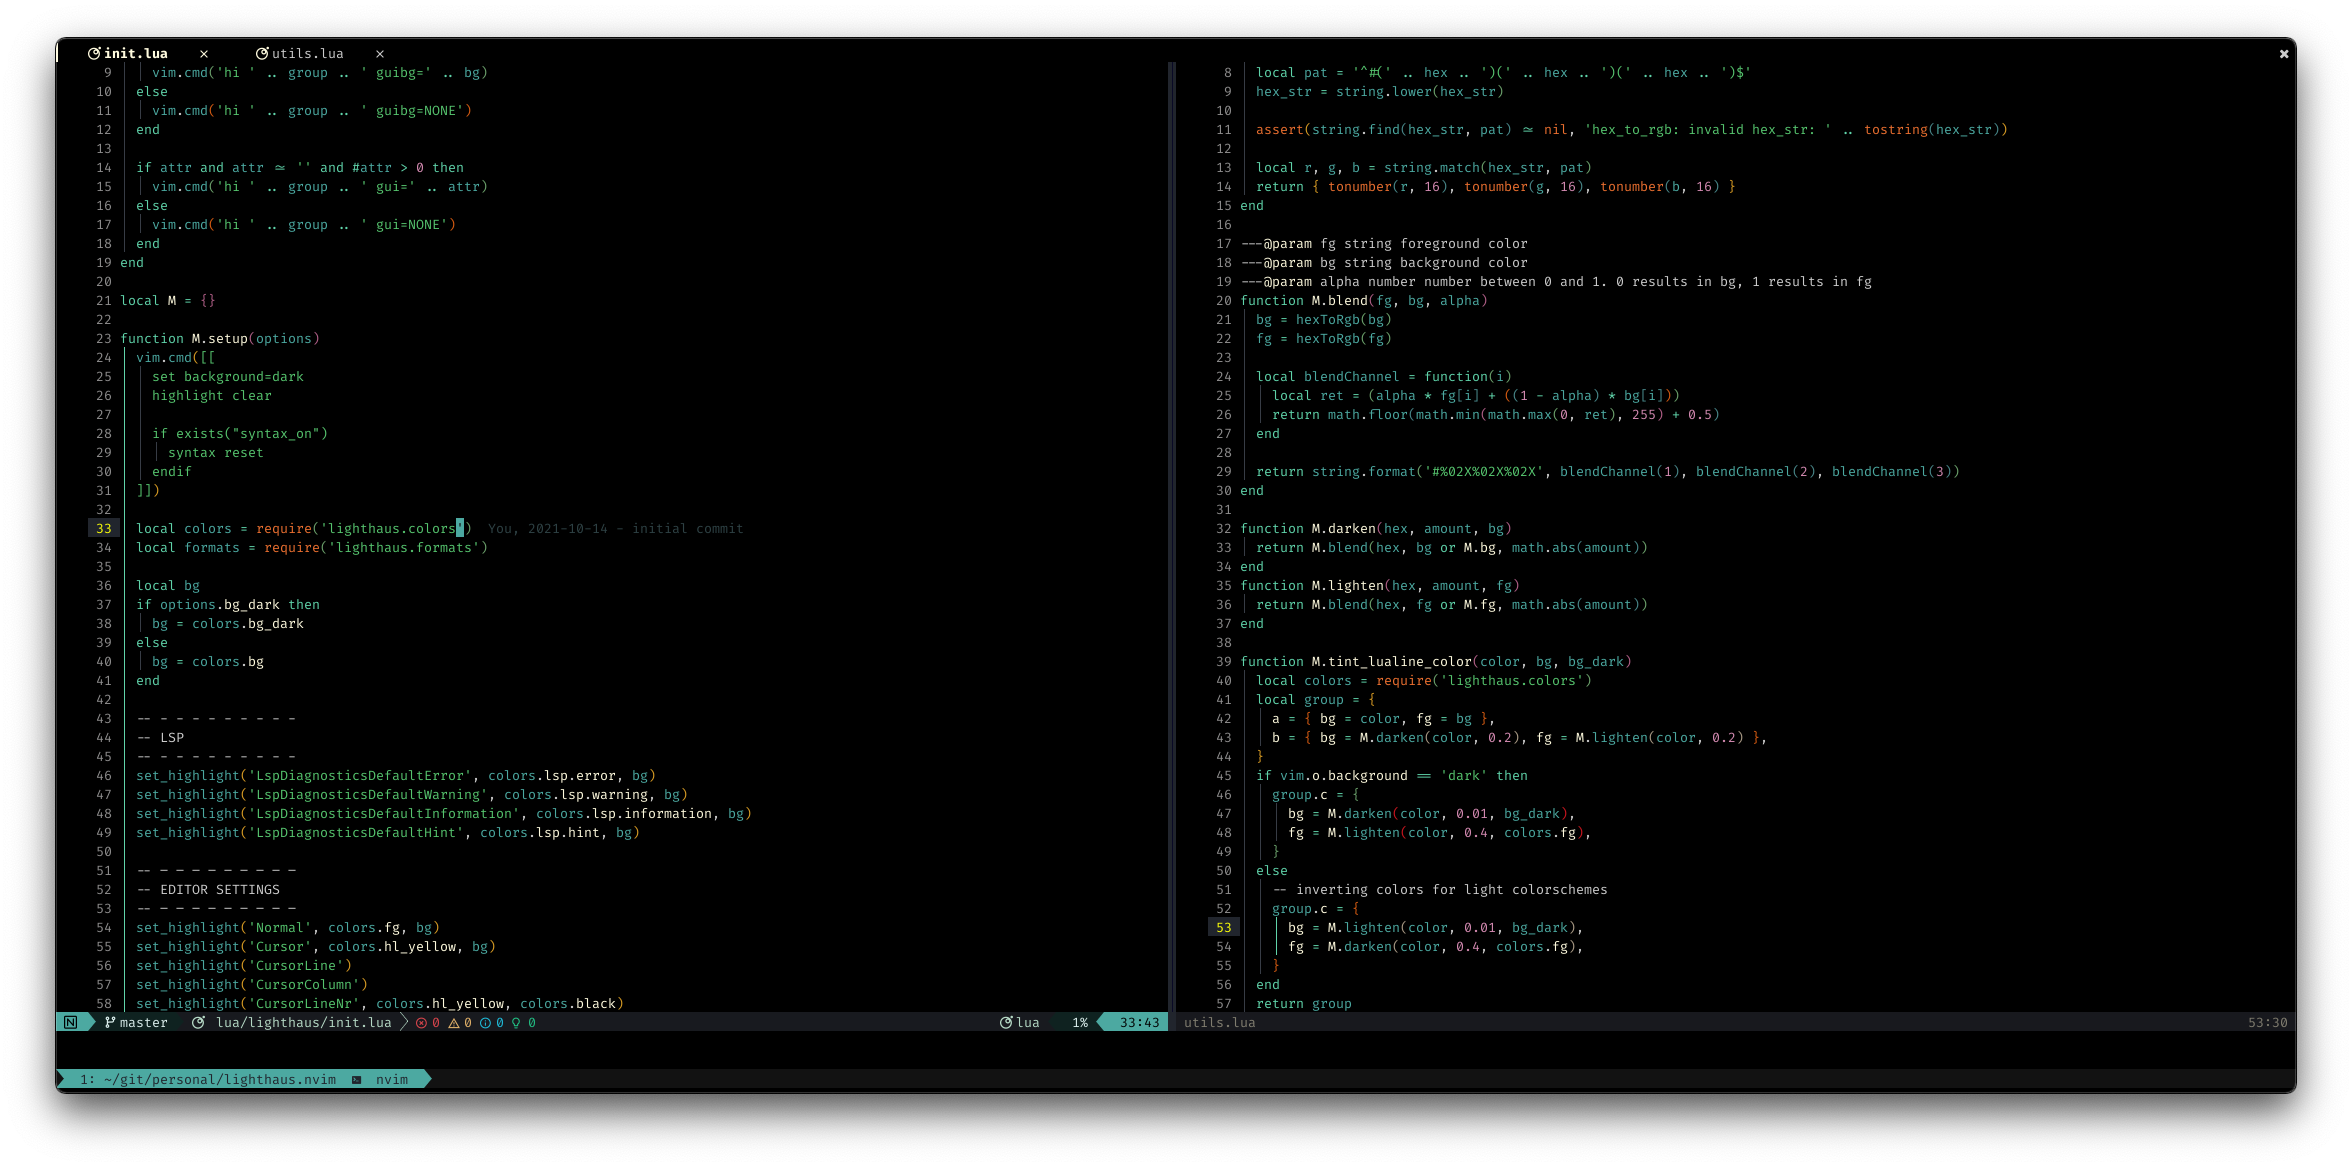 init.lua × utils.lua ×
9 vim.cmd('hi ' .. group .. ' guibg=' .. bg)
10 else
11 vim.cmd('hi ' .. group .. ' guibg=NONE')
12 end
13
14 if attr and attr ~= '' and #attr > 0 then
15 vim.cmd('hi ' .. group .. ' gui=' .. attr)
16 else
17 vim.cmd('hi ' .. group .. ' gui=NONE')
18 end
19 end
20
21 local M = {}
22
23 function M.setup(options)
24 vim.cmd([[
25 set background=dark
26 highlight clear
27
28 if exists("syntax_on")
29 syntax reset
30 endif
31 ]])
32
33 local colors = require('lighthaus.colors') You, 2021-10-14 - initial commit
34 local formats = require('lighthaus.formats')
35
36 local bg
37 if options.bg_dark then
38 bg = colors.bg_dark
39 else
40 bg = colors.bg
41 end
42
43 -- - - - - - - - - -
44 -- LSP
45 -- - - - - - - - - -
46 set_highlight('LspDiagnosticsDefaultError', colors.lsp.error, bg)
47 set_highlight('LspDiagnosticsDefaultWarning', colors.lsp.warning, bg)
48 set_highlight('LspDiagnosticsDefaultInformation', colors.lsp.information, bg)
49 set_highlight('LspDiagnosticsDefaultHint', colors.lsp.hint, bg)
50
51 -- - - - - - - - - -
52 -- EDITOR SETTINGS
53 -- - - - - - - - - -
54 set_highlight('Normal', colors.fg, bg)
55 set_highlight('Cursor', colors.hl_yellow, bg)
56 set_highlight('CursorLine')
57 set_highlight('CursorColumn')
58 set_highlight('CursorLineNr', colors.hl_yellow, colors.black)
N master lua/lighthaus/init.lua 0 0 0 0 lua 1% 33:43
8 local pat = '^#(' .. hex .. ')(' .. hex .. ')(' .. hex .. ')$'
9 hex_str = string.lower(hex_str)
10
11 assert(string.find(hex_str, pat) ~= nil, 'hex_to_rgb: invalid hex_str: ' .. tostring(hex_str))
12
13 local r, g, b = string.match(hex_str, pat)
14 return { tonumber(r, 16), tonumber(g, 16), tonumber(b, 16) }
15 end
16
17 ---@param fg string foreground color
18 ---@param bg string background color
19 ---@param alpha number number between 0 and 1. 0 results in bg, 1 results in fg
20 function M.blend(fg, bg, alpha)
21 bg = hexToRgb(bg)
22 fg = hexToRgb(fg)
23
24 local blendChannel = function(i)
25 local ret = (alpha * fg[i] + ((1 - alpha) * bg[i]))
26 return math.floor(math.min(math.max(0, ret), 255) + 0.5)
27 end
28
29 return string.format('#%02X%02X%02X', blendChannel(1), blendChannel(2), blendChannel(3))
30 end
31
32 function M.darken(hex, amount, bg)
33 return M.blend(hex, bg or M.bg, math.abs(amount))
34 end
35 function M.lighten(hex, amount, fg)
36 return M.blend(hex, fg or M.fg, math.abs(amount))
37 end
38
39 function M.tint_lualine_color(color, bg, bg_dark)
40 local colors = require('lighthaus.colors')
41 local group = {
42 a = { bg = color, fg = bg },
43 b = { bg = M.darken(color, 0.2), fg = M.lighten(color, 0.2) },
44 }
45 if vim.o.background == 'dark' then
46 group.c = {
47 bg = M.darken(color, 0.01, bg_dark),
48 fg = M.lighten(color, 0.4, colors.fg),
49 }
50 else
51 -- inverting colors for light colorschemes
52 group.c = {
53 bg = M.lighten(color, 0.01, bg_dark),
54 fg = M.darken(color, 0.4, colors.fg),
55 }
56 end
57 return group
utils.lua 53:30
1: ~/git/personal/lighthaus.nvim nvim